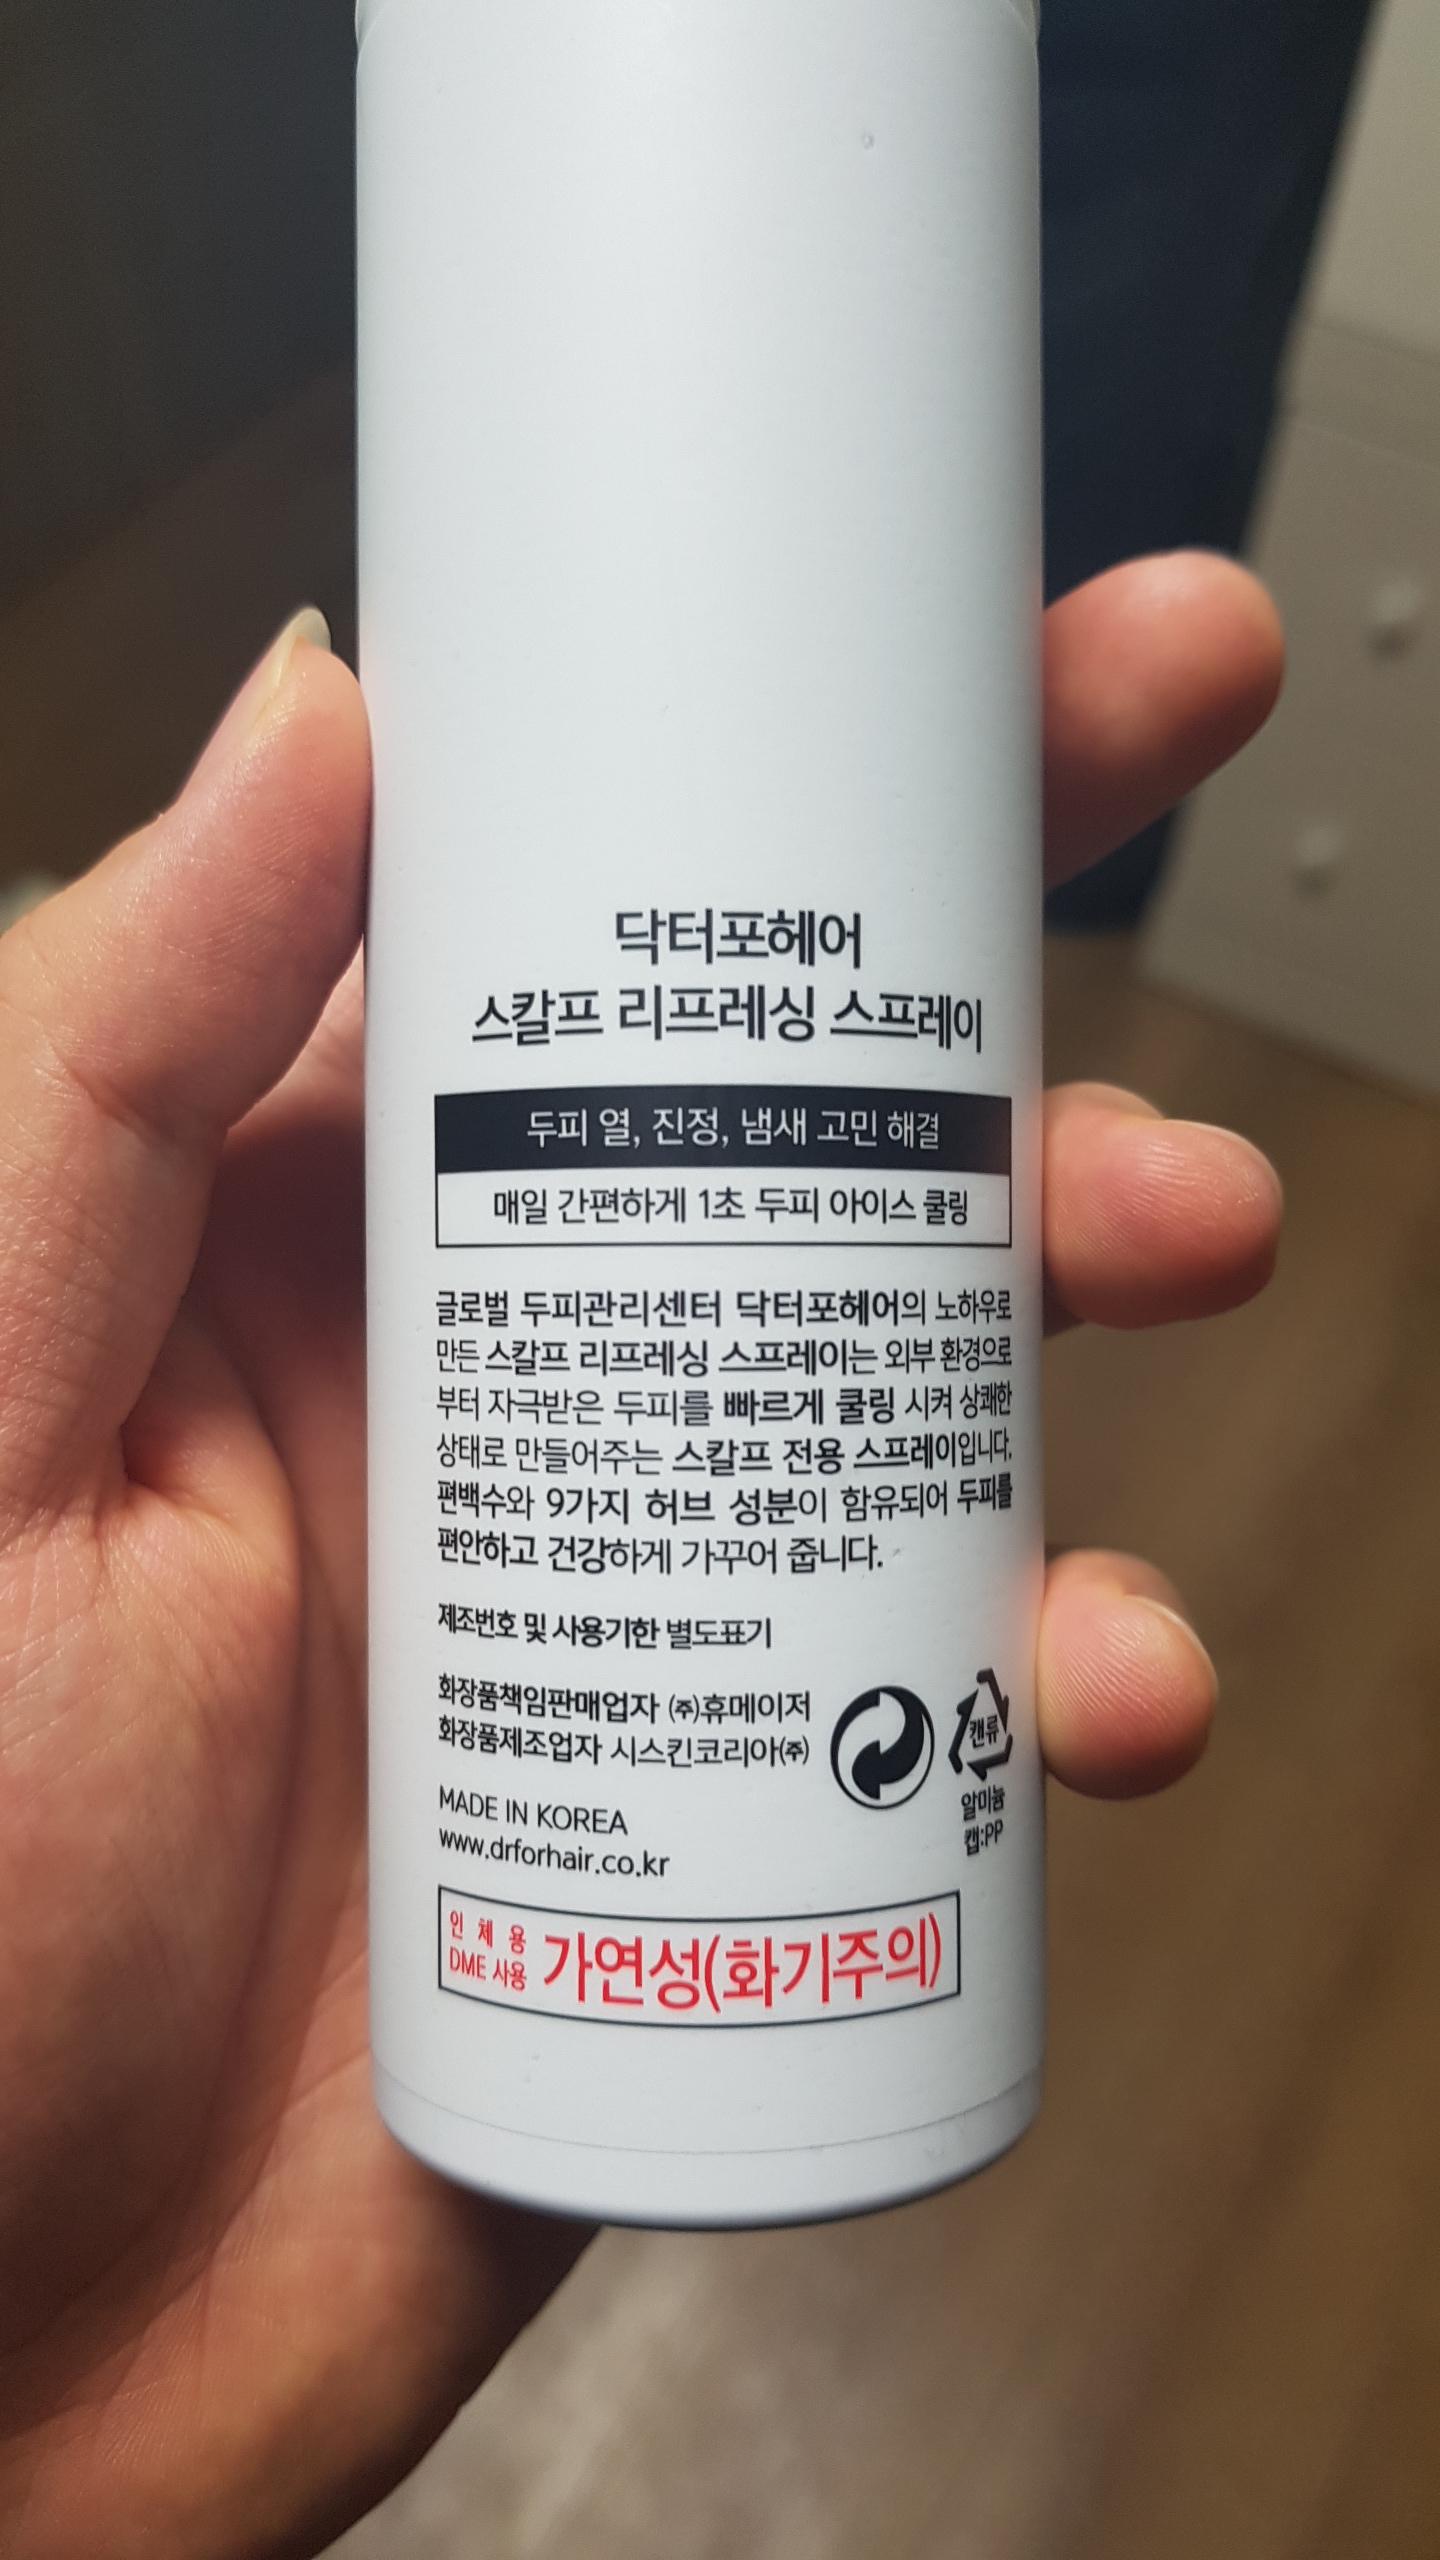 닥터포헤어
스칼프 리프레싱 스프레이
두피 열, 진정, 냄새 고민 해결
매일 간편하게 1초 두피 아이스 쿨링
글로벌 두피관리센터 닥터포헤어의 노하우로
만든 스칼프 리프레싱 스프레이는 외부 환경으로
부터 자극받은 두피를 빠르게 쿨링 시켜 상쾌한
상태로 만들어주는 스칼프 전용 스프레이입니다.
편백수와 9가지 허브 성분이 함유되어 두피를
편안하고 건강하게 가꾸어 줍니다.
제조번호 및 사용기한 별도표기
화장품책임판매업자 ㈜휴메이저
화장품제조업자 시스킨코리아㈜
캔류
알미늄
캡:PP
MADE IN KOREA
www.drforhair.co.kr
인 체 용
DME 사용
가연성(화기주의)